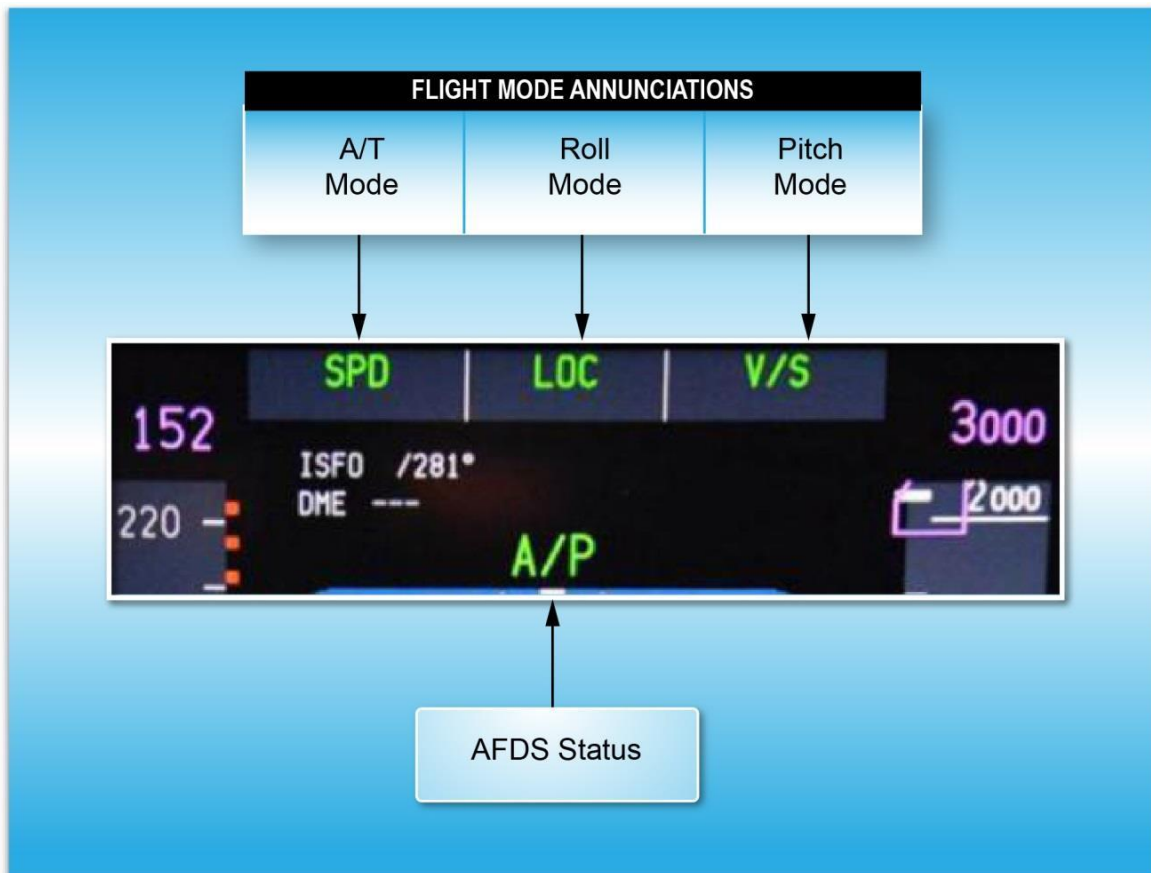 FLIGHT MODE ANNUNCIATIONS
A/T Mode
Roll Mode
Pitch Mode
SPD
LOC
V/S
152
3000
ISFO /281°
DME ---
220
2000
A/P
AFDS Status